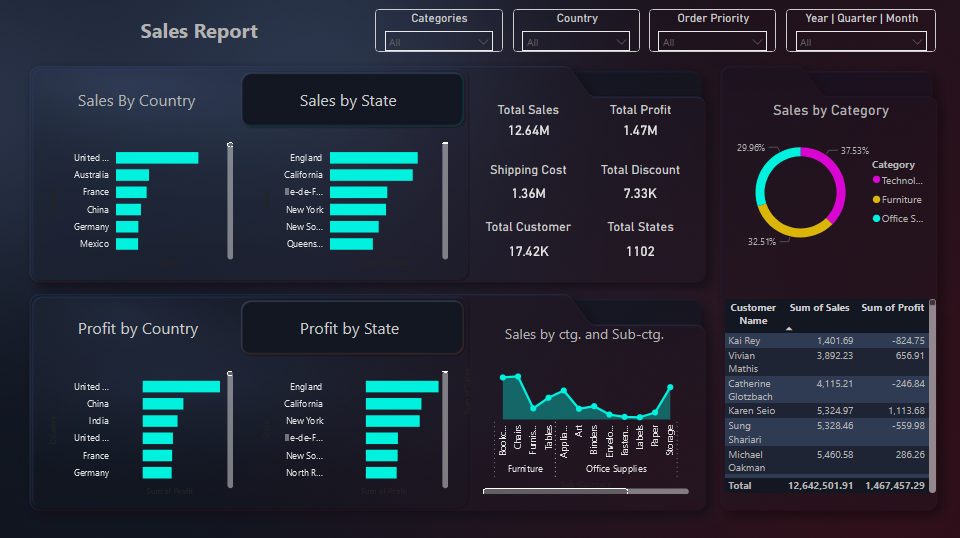 Sales Report
Categories
All
Country
All
Order Priority
All
Year | Quarter | Month
All
Sales By Country
Sales by State
United ...
Australia
France
China
Germany
Mexico
England
California
Ile-de-F...
New York
New So...
Queens...
Total Sales
12.64M
Total Profit
1.47M
Shipping Cost
1.36M
Total Discount
7.33K
Total Customer
17.42K
Total States
1102
Sales by Category
29.96%
37.53%
32.51%
Category
Technol...
Furniture
Office S...
Profit by Country
Profit by State
United ...
China
India
United ...
France
Germany
Sum of Profit
England
California
New York
Ile-de-F...
New So...
North R...
Sum of Profit
Sales by ctg. and Sub-ctg.
Bookc...
Chairs
Furnis...
Tables
Applia...
Art
Binders
Envelo...
Fasten...
Labels
Paper
Storage
Furniture
Office Supplies
Customer Name Sum of Sales Sum of Profit
Kai Rey 1,401.69 -824.75
Vivian Mathis 3,892.23 656.91
Catherine Glotzbach 4,115.21 -246.84
Karen Seio 5,324.97 1,113.68
Sung Shariari 5,328.46 -559.98
Michael Oakman 5,460.58 286.26
Total 12,642,501.91 1,467,457.29